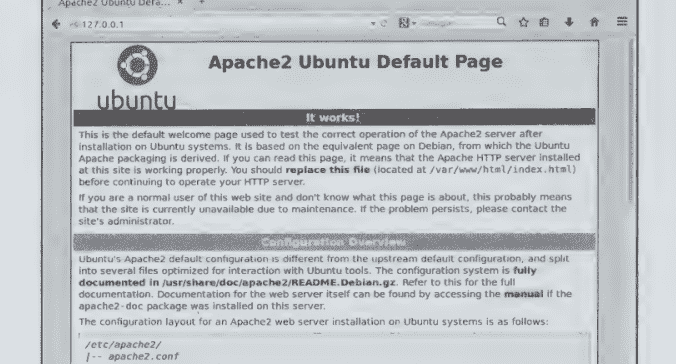 Apache2 Ubuntu Defa... ×
127.0.0.1
Apache2 Ubuntu Default Page
ubuntu
It works!
This is the default welcome page used to test the correct operation of the Apache2 server after
installation on Ubuntu systems. It is based on the equivalent page on Debian, from which the Ubuntu
Apache packaging is derived. If you can read this page, it means that the Apache HTTP server installed
at this site is working properly. You should replace this file (located at /var/www/html/index.html)
before continuing to operate your HTTP server.
If you are a normal user of this web site and don't know what this page is about, this probably means
that the site is currently unavailable due to maintenance. If the problem persists, please contact the
site's administrator.
Configuration Overview
Ubuntu's Apache2 default configuration is different from the upstream default configuration, and split
into several files optimized for interaction with Ubuntu tools. The configuration system is fully
documented in /usr/share/doc/apache2/README.Debian.gz. Refer to this for the full
documentation. Documentation for the web server itself can be found by accessing the manual if the
apache2-doc package was installed on this server.
The configuration layout for an Apache2 web server installation on Ubuntu systems is as follows:
/etc/apache2/
|-- apache2.conf